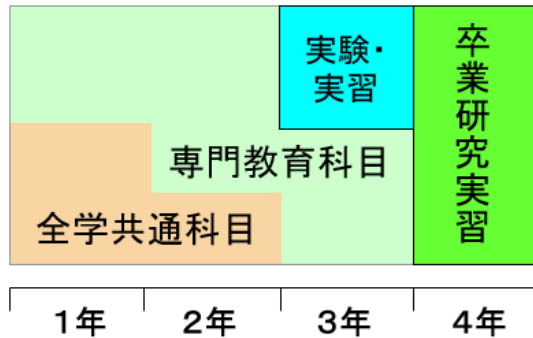 実験・
実習
卒業研究実習
専門教育科目
全学共通科目
1年
2年
3年
4年